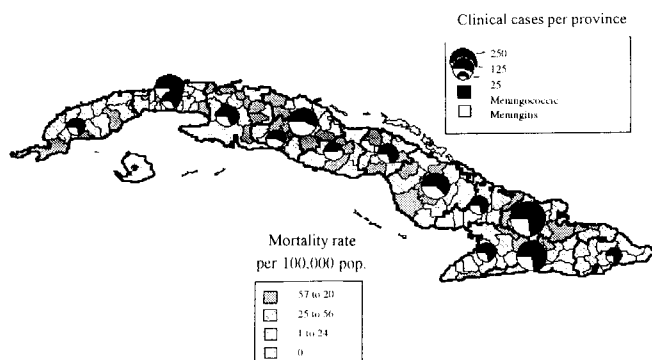 Clinical cases per province
250
125
25
Meningococcic
Meningitis
Mortality rate
per 100,000 pop.
57 to 20
25 to 56
1 to 24
0